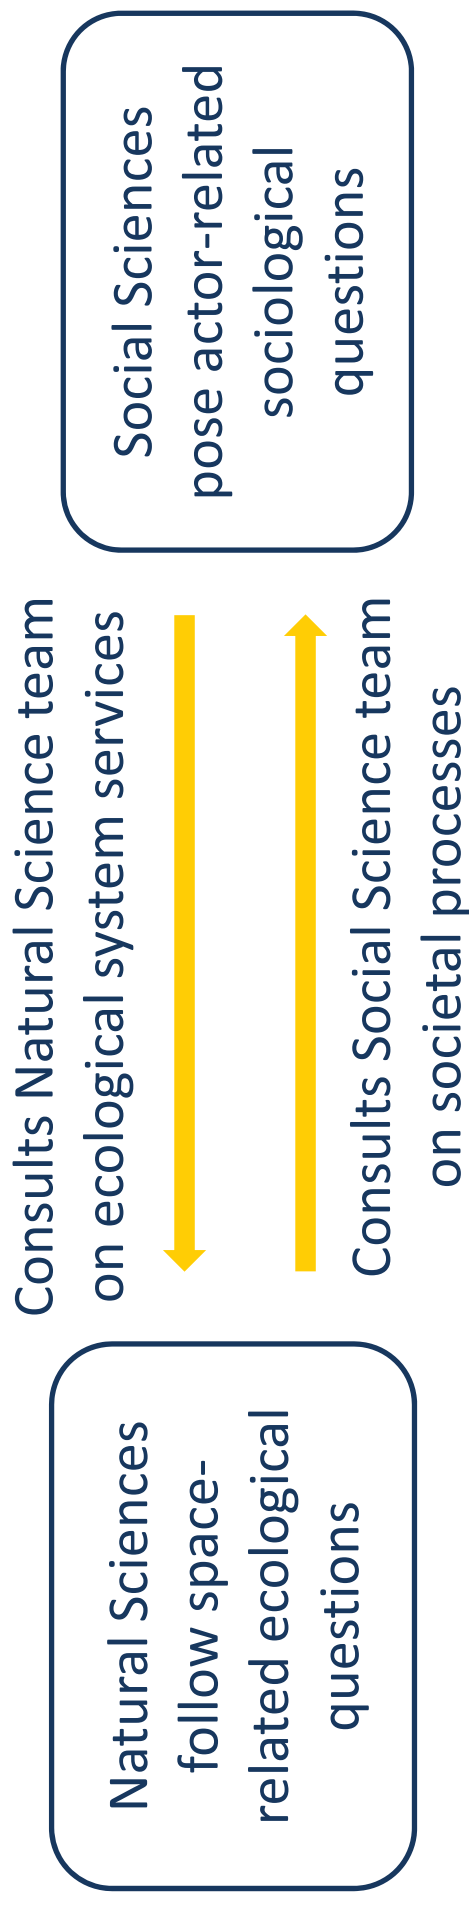 Natural Sciences
follow space-
related ecological
questions
Consults Natural Science team
on ecological system services
Consults Social Science team
on societal processes
Social Sciences
pose actor-related
sociological
questions